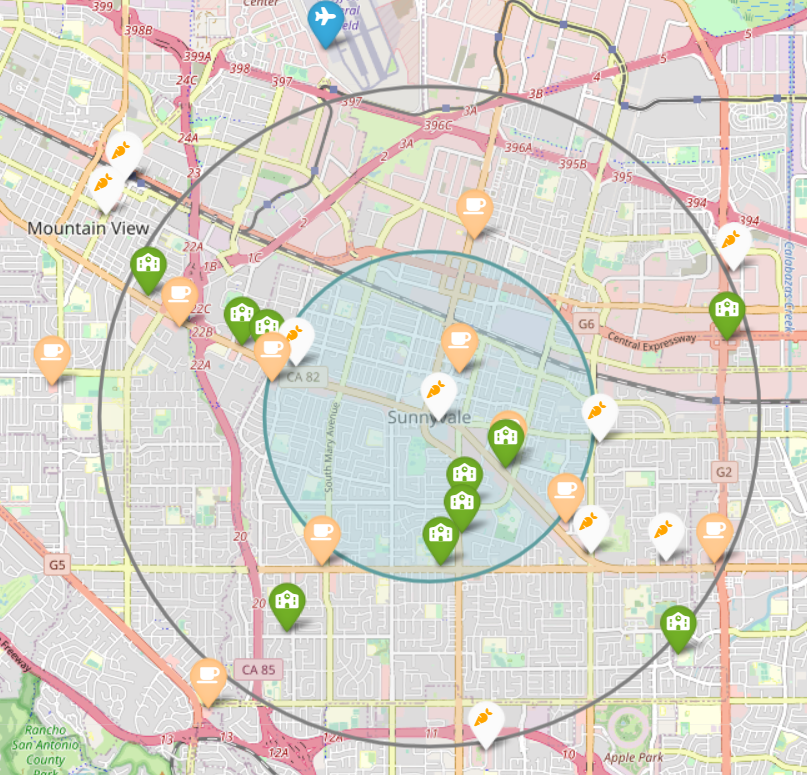 399
398B
Center
399A
398
397
24C
397
3A
396C
3B
4
5
5
24A
2
396A
395B
395
394
394
23
Mountain View
22A
1B
1C
2
22C
22B
22A
G6
Central Expressway
Calabazas Creek
CA 82
Sunnyvale
South Mary Avenue
G2
20
G5
20
CA 85
Freeway
13
13
12A
12A
11
10
Rancho
San Antonio
County
Park
Apple Park